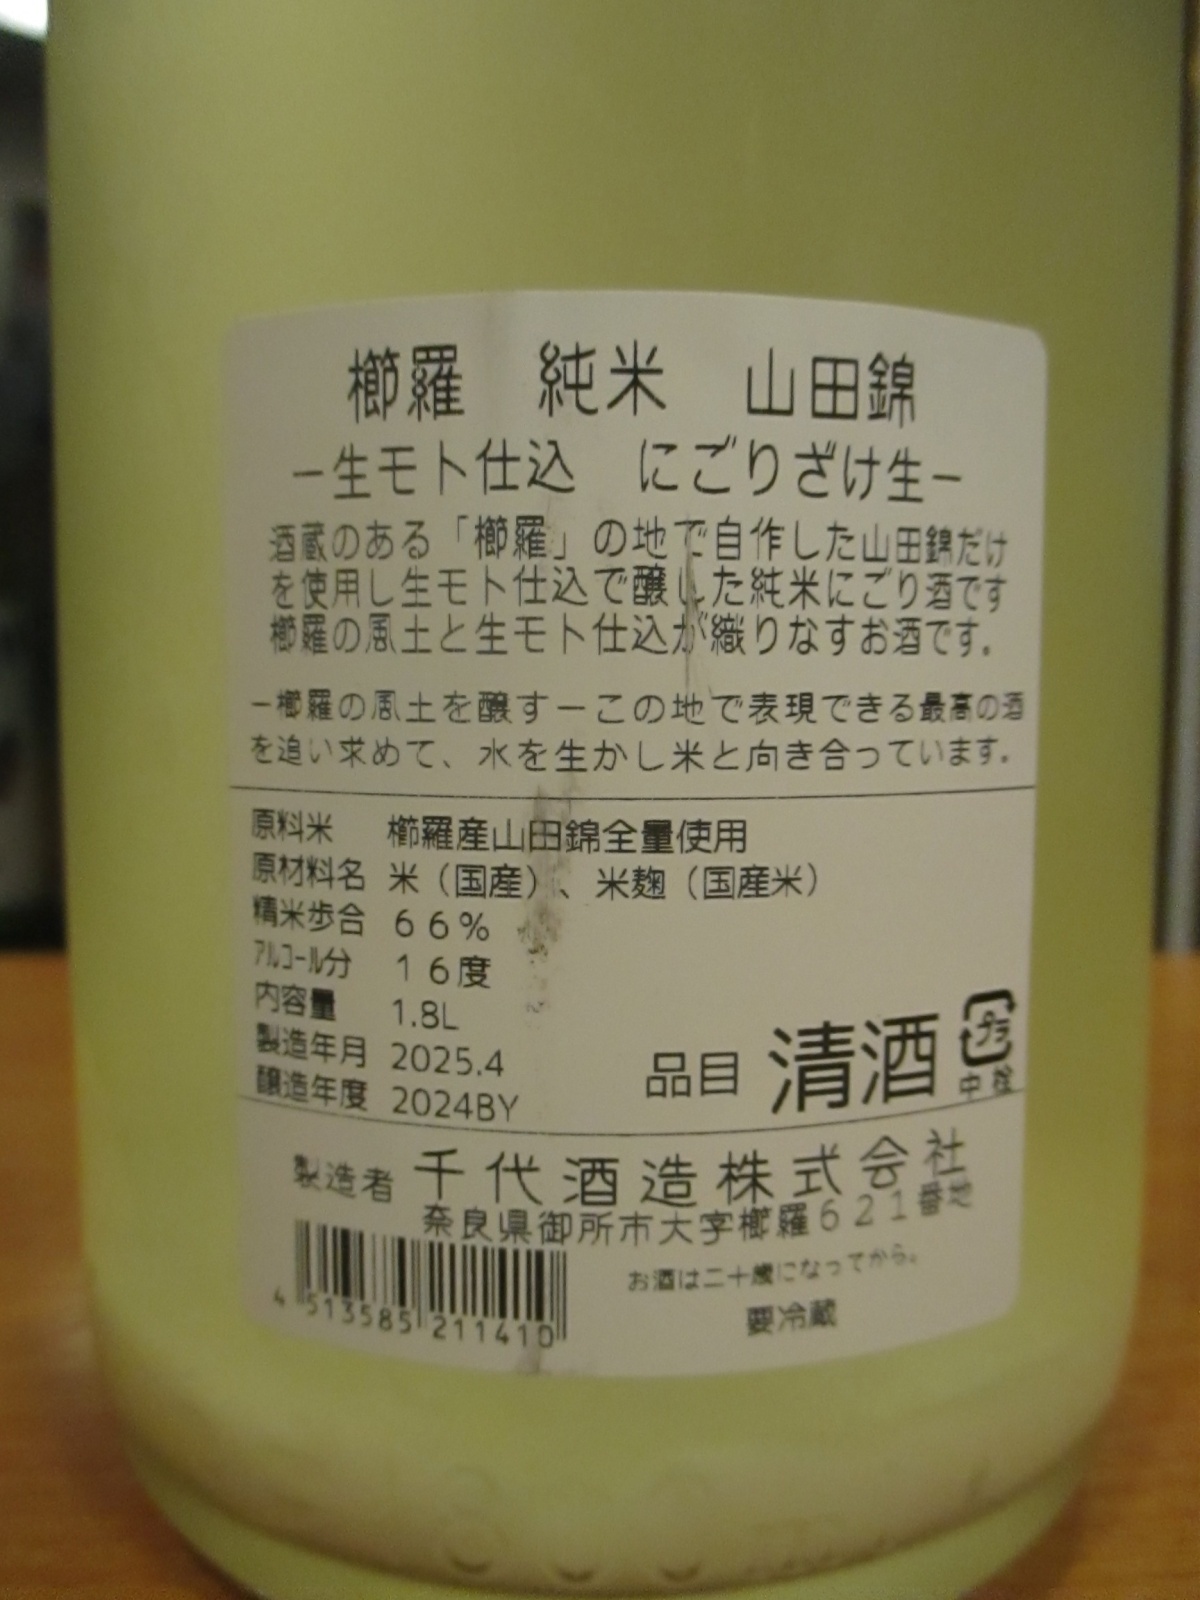 櫛羅　純米　山田錦
－生モト仕込　にごりざけ生－
酒蔵のある「櫛羅」の地で自作した山田錦だけ
を使用し生モト仕込で醸した純米にごり酒です
櫛羅の風土と生モト仕込が織りなすお酒です。
－櫛羅の風土を醸す－この地で表現できる最高の酒
を追い求めて、水を生かし米と向き合っています。
原料米　櫛羅産山田錦全量使用
原材料名　米（国産）、米麹（国産米）
精米歩合　６６％
アルコール分　１６度
内容量　1.8L
製造年月　2025.4
醸造年度　2024BY
品目　清酒
プラ
中栓
製造者　千代酒造株式会社
奈良県御所市大字櫛羅６２１番地
お酒は二十歳になってから。
要冷蔵
4 513585 211410